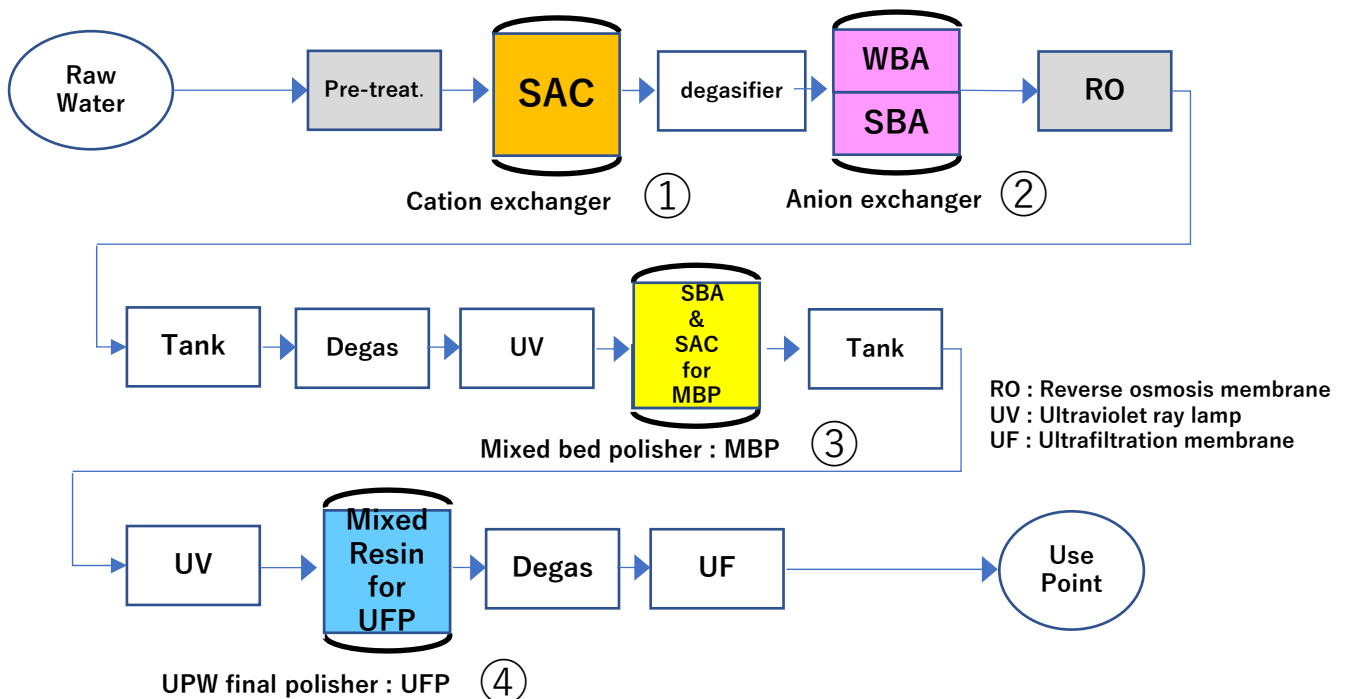 Raw
Water
Pre-treat.
SAC
degasifier
WBA
SBA
RO
Cation exchanger
①
Anion exchanger
②
Tank
Degas
UV
SBA
&
SAC
for
MBP
Tank
RO : Reverse osmosis membrane
UV : Ultraviolet ray lamp
UF : Ultrafiltration membrane
Mixed bed polisher : MBP
③
UV
Mixed
Resin
for
UFP
Degas
UF
Use
Point
UPW final polisher : UFP
④